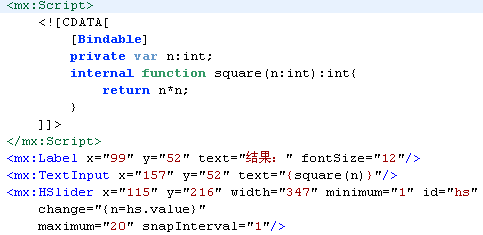 <mx:Script>
<![CDATA[
[Bindable]
private var n:int;
internal function square(n:int):int{
return n*n;
}
]]>
</mx:Script>
<mx:Label x="99" y="52" text="结果：" fontSize="12"/>
<mx:TextInput x="157" y="52" text="{square(n)}"/>
<mx:HSlider x="115" y="216" width="347" minimum="1" id="hs"
change="{n=hs.value}"
maximum="20" snapInterval="1"/>